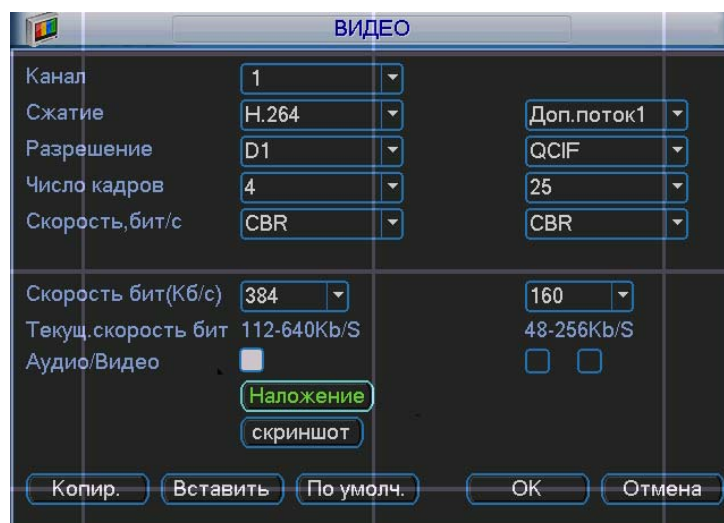 ВИДЕО
Канал 1
Сжатие H.264 Доп.поток1
Разрешение D1 QCIF
Число кадров 4 25
Скорость,бит/с CBR CBR
Скорость бит(Кб/с) 384 160
Текущ.скорость бит 112-640Kb/S 48-256Kb/S
Аудио/Видео
Наложение
скриншот
Копир. Вставить По умолч. OK Отмена